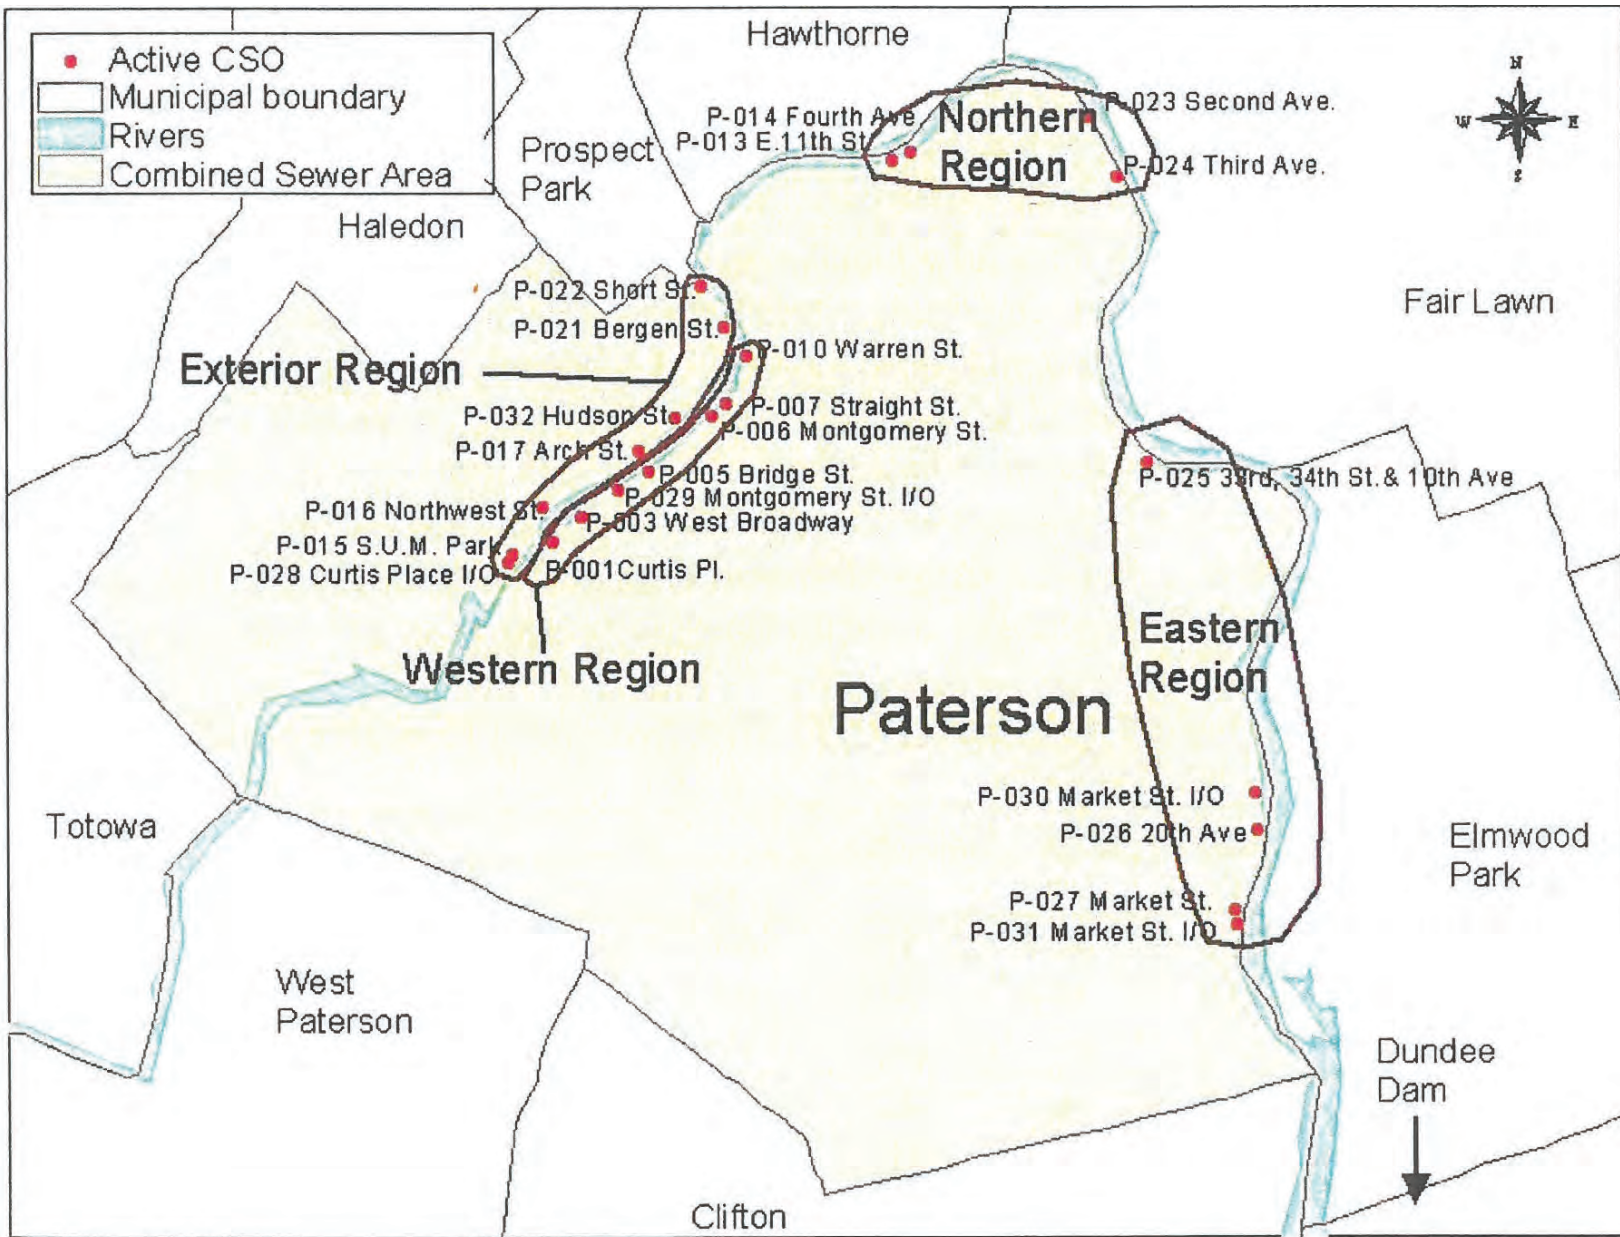 Active CSO
Municipal boundary
Rivers
Combined Sewer Area
Hawthorne
N
W
E
S
P-023 Second Ave.
P-014 Fourth Ave
P-013 E.11th St
Northern
Region
P-024 Third Ave.
Prospect
Park
Haledon
P-022 Short St.
P-021 Bergen St.
Fair Lawn
P-010 Warren St.
Exterior Region
P-032 Hudson St.
P-007 Straight St.
P-006 Montgomery St.
P-017 Arch St.
P-005 Bridge St.
P-029 Montgomery St. I/O
P-025 33rd, 34th St.& 10th Ave
P-016 Northwest St.
P-003 West Broadway
P-015 S.U.M. Park
P-028 Curtis Place I/O
P-001Curtis Pl.
Western Region
Eastern
Region
Paterson
P-030 Market St. I/O
P-026 20th Ave
Totowa
Elmwood
Park
P-027 Market St.
P-031 Market St. I/O
West
Paterson
Dundee
Dam
Clifton